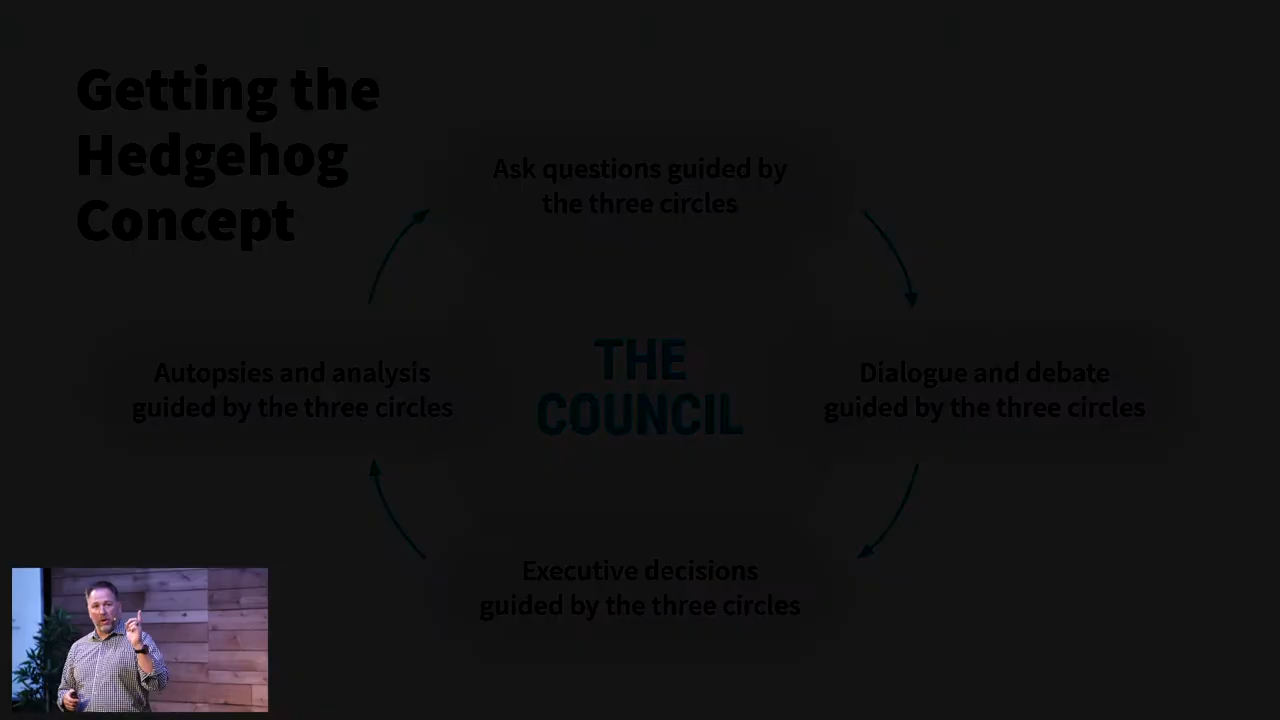 Getting the
Hedgehog
Concept
Ask questions guided by
the three circles
Autopsies and analysis
guided by the three circles
THE
COUNCIL
Dialogue and debate
guided by the three circles
Executive decisions
guided by the three circles